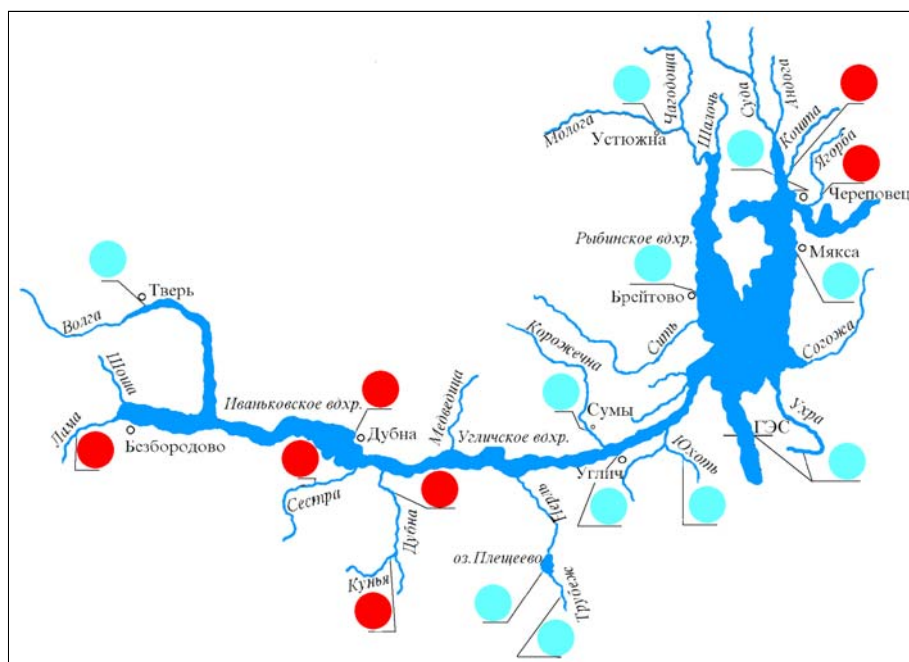 Чагодоща
Шалочь
Суда
Андога
Кошта
Молога
Устюжна
Ягорба
Череповец
Рыбинское вдхр.
Мякса
Тверь
Брейтово
Волга
Корожечна
Сить
Согожа
Шоша
Иваньковское вдхр.
Медведица
Сумы
Ухра
Лама
Безбородово
Дубна
Угличское вдхр.
ГЭС
Углич
Юхоть
Сестра
Нерль
Дубна
оз. Плещеево
Кунья
Трубеж